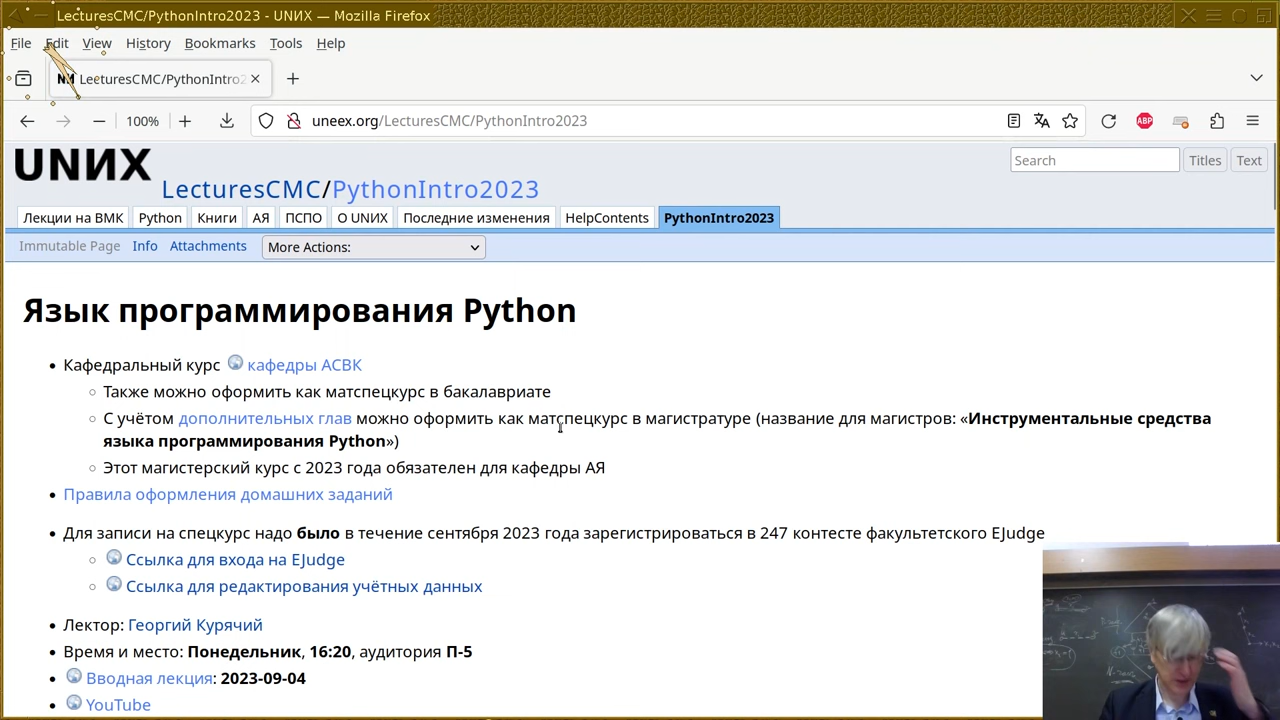 LecturesCMC/PythonIntro2023 - UNИX — Mozilla Firefox
File Edit View History Bookmarks Tools Help
LecturesCMC/PythonIntro2
100%
uneex.org/LecturesCMC/PythonIntro2023
ABP
UNИX
LecturesCMC/PythonIntro2023
Search Titles Text
Лекции на ВМК Python Книги АЯ ПСПО О UNИX Последние изменения HelpContents PythonIntro2023
Immutable Page Info Attachments More Actions:
Язык программирования Python
Кафедральный курс кафедры АСВК
Также можно оформить как матспецкурс в бакалавриате
С учётом дополнительных глав можно оформить как матспецкурс в магистратуре (название для магистров: «Инструментальные средства
языка программирования Python»)
Этот магистерский курс с 2023 года обязателен для кафедры АЯ
Правила оформления домашних заданий
Для записи на спецкурс надо было в течение сентября 2023 года зарегистрироваться в 247 контесте факультетского EJudge
Ссылка для входа на EJudge
Ссылка для редактирования учётных данных
Лектор: Георгий Курячий
Время и место: Понедельник, 16:20, аудитория П-5
Вводная лекция: 2023-09-04
YouTube